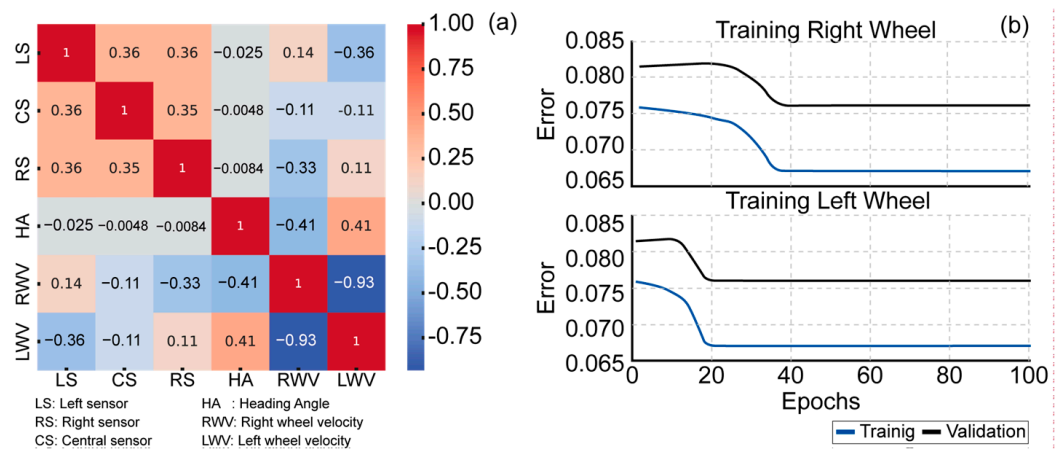 (a)
LS 1 0.36 0.36 −0.025 0.14 −0.36
CS 0.36 1 0.35 −0.0048 −0.11 -0.11
RS 0.36 0.35 1 −0.0084 −0.33 0.11
HA −0.025 −0.0048 −0.0084 1 −0.41 0.41
RWV 0.14 −0.11 −0.33 −0.41 1 −0.93
LWV −0.36 −0.11 0.11 0.41 −0.93 1
LS CS RS HA RWV LWV
1.00
0.75
0.50
0.25
0.00
-0.25
-0.50
-0.75
LS: Left sensor HA : Heading Angle
RS: Right sensor RWV: Right wheel velocity
CS: Central sensor LWV: Left wheel velocity
(b)
Training Right Wheel
Error
0.085
0.080
0.075
0.070
0.065
Training Left Wheel
Error
0.085
0.080
0.075
0.070
0.065
0 20 40 60 80 100
Epochs
Trainig Validation